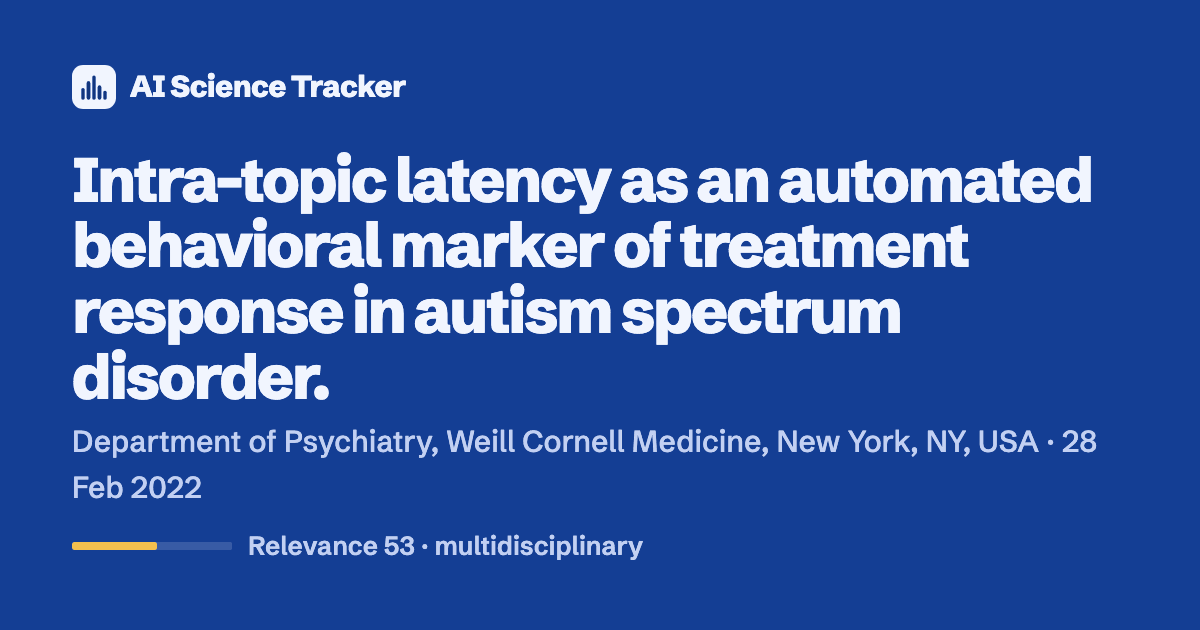 AI Science Tracker
Intra-topic latency as an automated
behavioral marker of treatment
response in autism spectrum
disorder.
Department of Psychiatry, Weill Cornell Medicine, New York, NY, USA · 28
Feb 2022
Relevance 53 · multidisciplinary